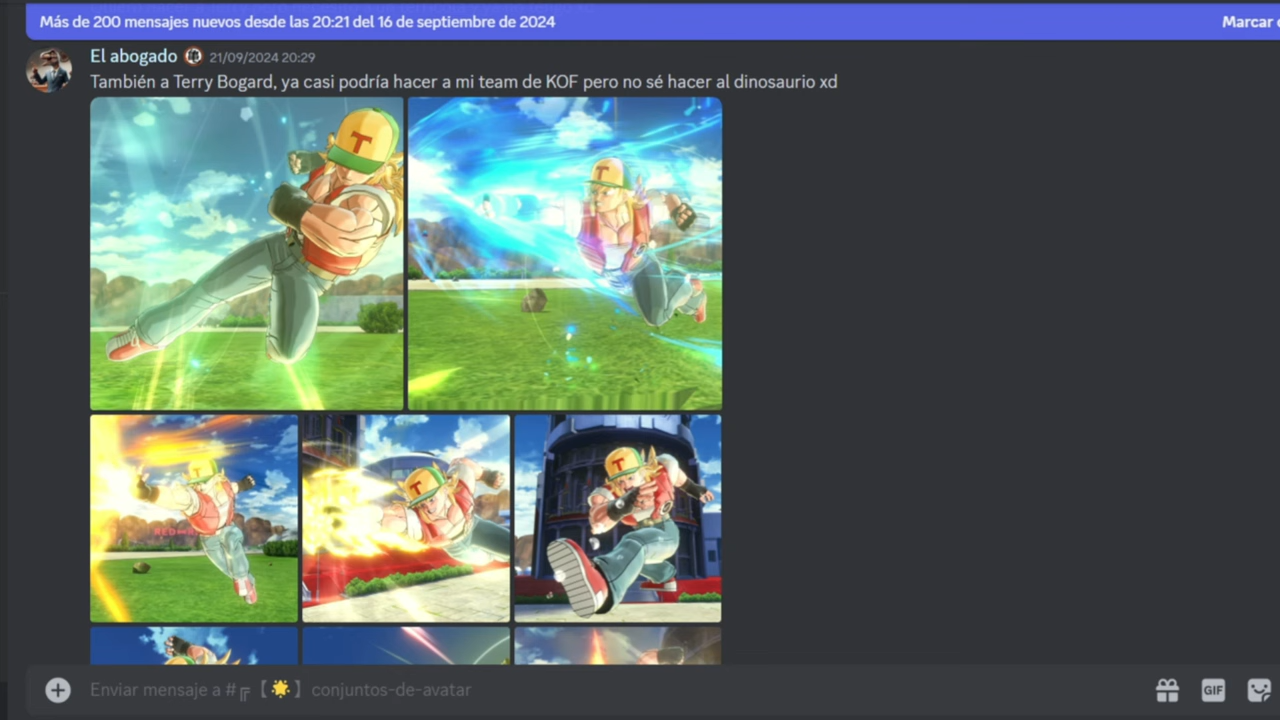 Más de 200 mensajes nuevos desde las 20:21 del 16 de septiembre de 2024
Marcar
El abogado 21/09/2024 20:29
También a Terry Bogard, ya casi podría hacer a mi team de KOF pero no sé hacer al dinosaurio xd
T
T
T
T
T
Enviar mensaje a #╔【🌟】conjuntos-de-avatar
GIF